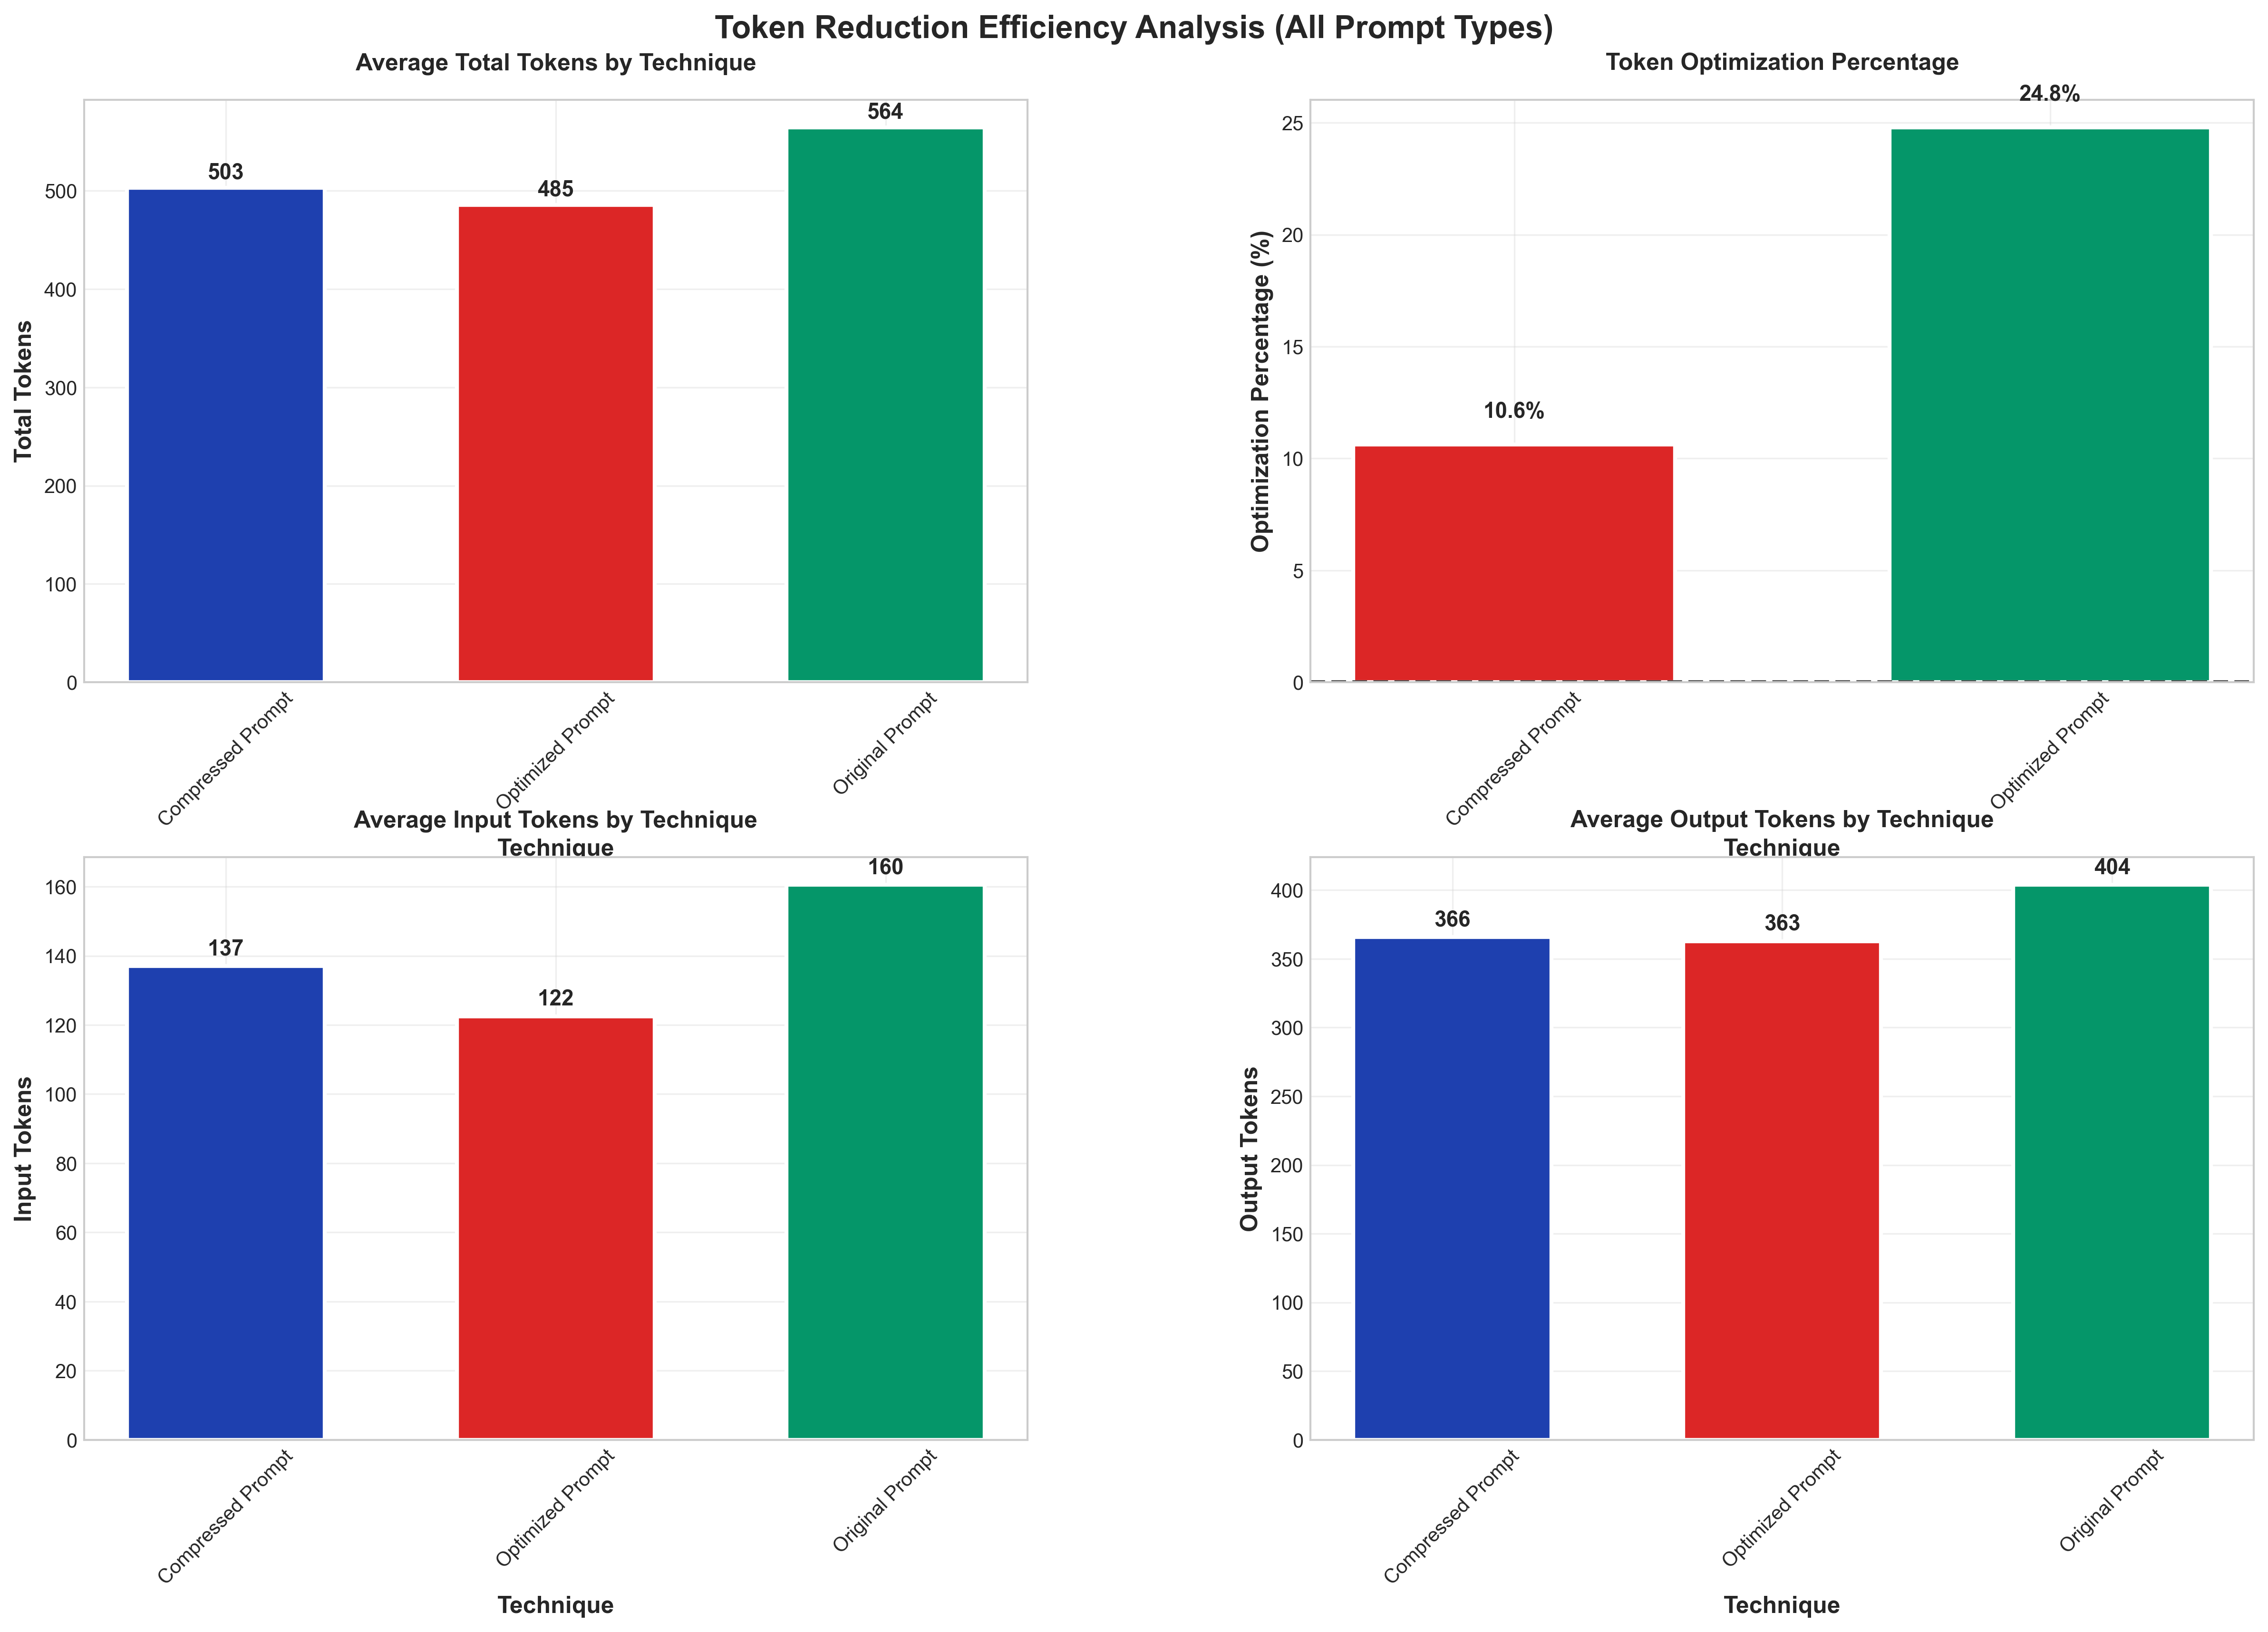 Token Reduction Efficiency Analysis (All Prompt Types)
Average Total Tokens by Technique
Total Tokens
500
400
300
200
100
0
503
485
564
Compressed Prompt
Optimized Prompt
Original Prompt
Technique
Token Optimization Percentage
Optimization Percentage (%)
25
20
15
10
5
0
10.6%
24.8%
Compressed Prompt
Optimized Prompt
Technique
Average Input Tokens by Technique
Input Tokens
160
140
120
100
80
60
40
20
0
137
122
160
Compressed Prompt
Optimized Prompt
Original Prompt
Technique
Average Output Tokens by Technique
Output Tokens
400
350
300
250
200
150
100
50
0
366
363
404
Compressed Prompt
Optimized Prompt
Original Prompt
Technique